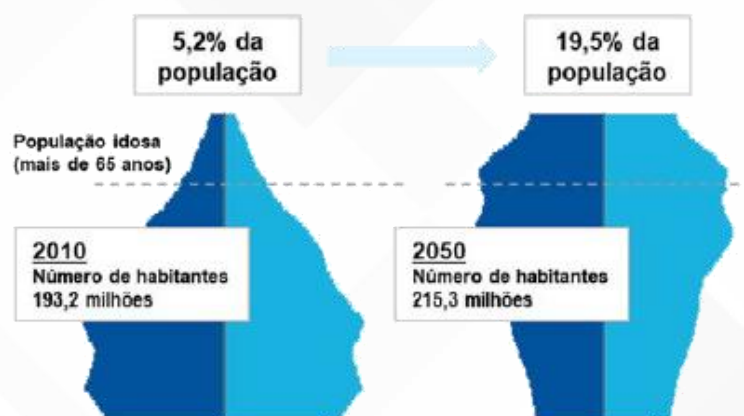 5,2% da
população
19,5% da
população
População idosa
(mais de 65 anos)
2010
Número de habitantes
193,2 milhões
2050
Número de habitantes
215,3 milhões